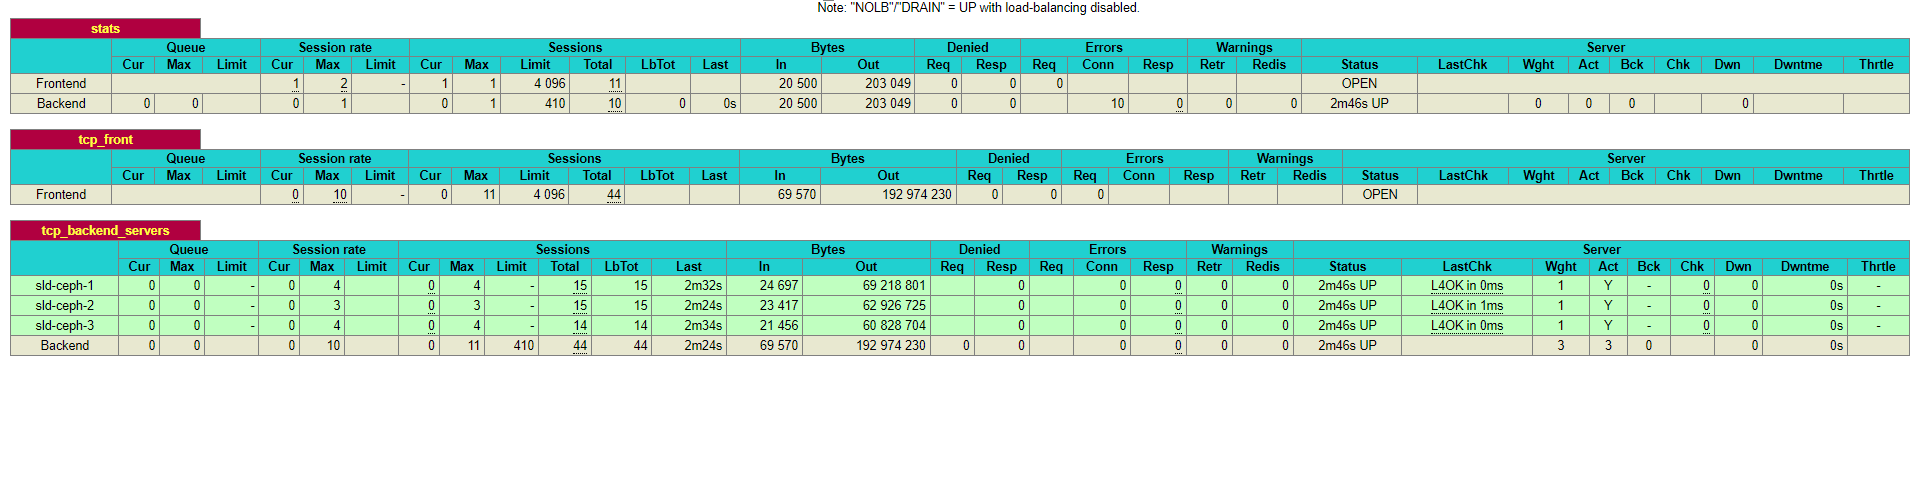 Note: "NOLB"/"DRAIN" = UP with load-balancing disabled.
stats
Queue Session rate Sessions Bytes Denied Errors Warnings Server
Cur Max Limit Cur Max Limit Cur Max Limit Total LbTot Last In Out Req Resp Req Conn Resp Retr Redis Status LastChk Wght Act Bck Chk Dwn Dwntme Thrtle
Frontend 1 2 - 1 1 4 096 11 20 500 203 049 0 0 0 OPEN
Backend 0 0 0 1 0 1 410 10 0 0s 20 500 203 049 0 0 10 0 0 0 2m46s UP 0 0 0 0
tcp_front
Queue Session rate Sessions Bytes Denied Errors Warnings Server
Cur Max Limit Cur Max Limit Cur Max Limit Total LbTot Last In Out Req Resp Req Conn Resp Retr Redis Status LastChk Wght Act Bck Chk Dwn Dwntme Thrtle
Frontend 0 10 - 0 11 4 096 44 69 570 192 974 230 0 0 0 OPEN
tcp_backend_servers
Queue Session rate Sessions Bytes Denied Errors Warnings Server
Cur Max Limit Cur Max Limit Cur Max Limit Total LbTot Last In Out Req Resp Req Conn Resp Retr Redis Status LastChk Wght Act Bck Chk Dwn Dwntme Thrtle
sld-ceph-1 0 0 - 0 4 0 4 - 15 15 2m32s 24 697 69 218 801 0 0 0 0 0 2m46s UP L4OK in 0ms 1 Y - 0 0 0s -
sld-ceph-2 0 0 - 0 3 0 3 - 15 15 2m24s 23 417 62 926 725 0 0 0 0 0 2m46s UP L4OK in 1ms 1 Y - 0 0 0s -
sld-ceph-3 0 0 - 0 4 0 4 - 14 14 2m34s 21 456 60 828 704 0 0 0 0 0 2m46s UP L4OK in 0ms 1 Y - 0 0 0s -
Backend 0 0 0 10 0 11 410 44 44 2m24s 69 570 192 974 230 0 0 0 0 0 0 2m46s UP 3 3 0 0 0s